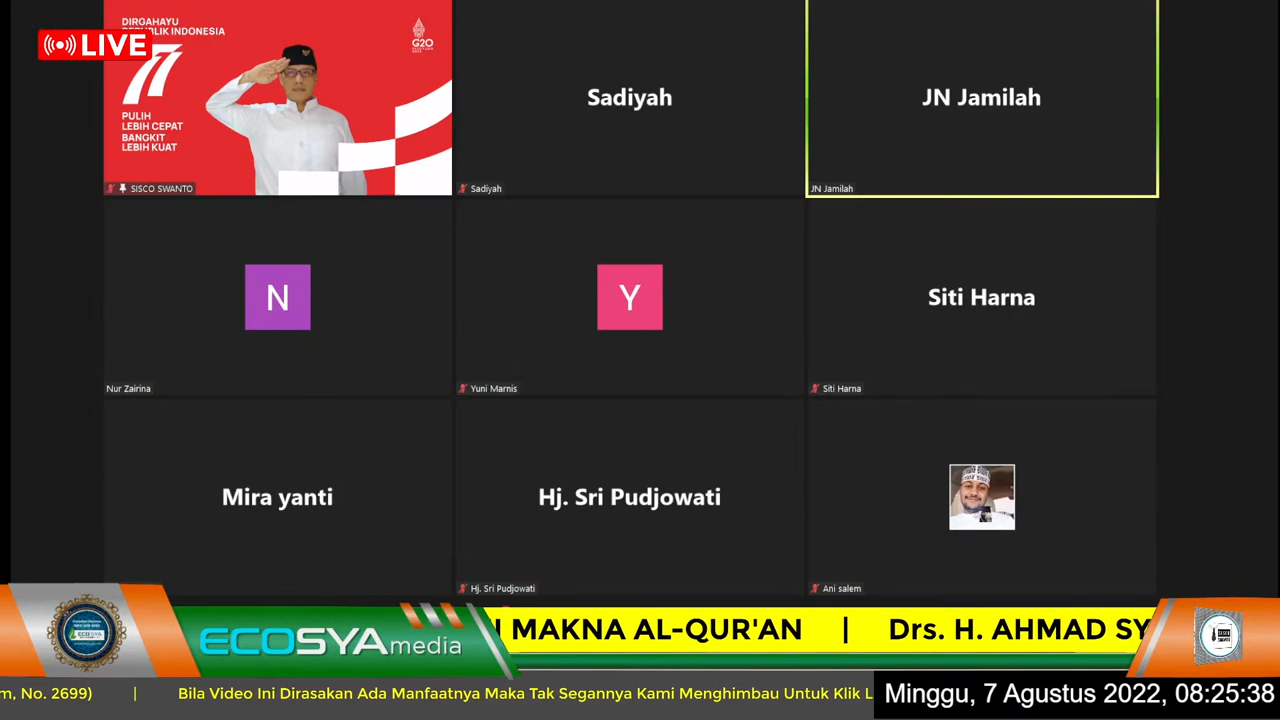 DIRGAHAYU
REPUBLIK INDONESIA
LIVE
77
G20
PULIH
LEBIH CEPAT
BANGKIT
LEBIH KUAT
SISCO SWANTO
Sadiyah
Sadiyah
JN Jamilah
JN Jamilah
N
Nur Zairina
Y
Yuni Marnis
Siti Harna
Siti Harna
Mira yanti
Hj. Sri Pudjowati
Hj. Sri Pudjowati
Ani salem
ECOSYA media
MAKNA AL-QUR'AN | Drs. H. AHMAD SY
m, No. 2699) | Bila Video Ini Dirasakan Ada Manfaatnya Maka Tak Segannya Kami Menghimbau Untuk Klik L
Minggu, 7 Agustus 2022, 08:25:38